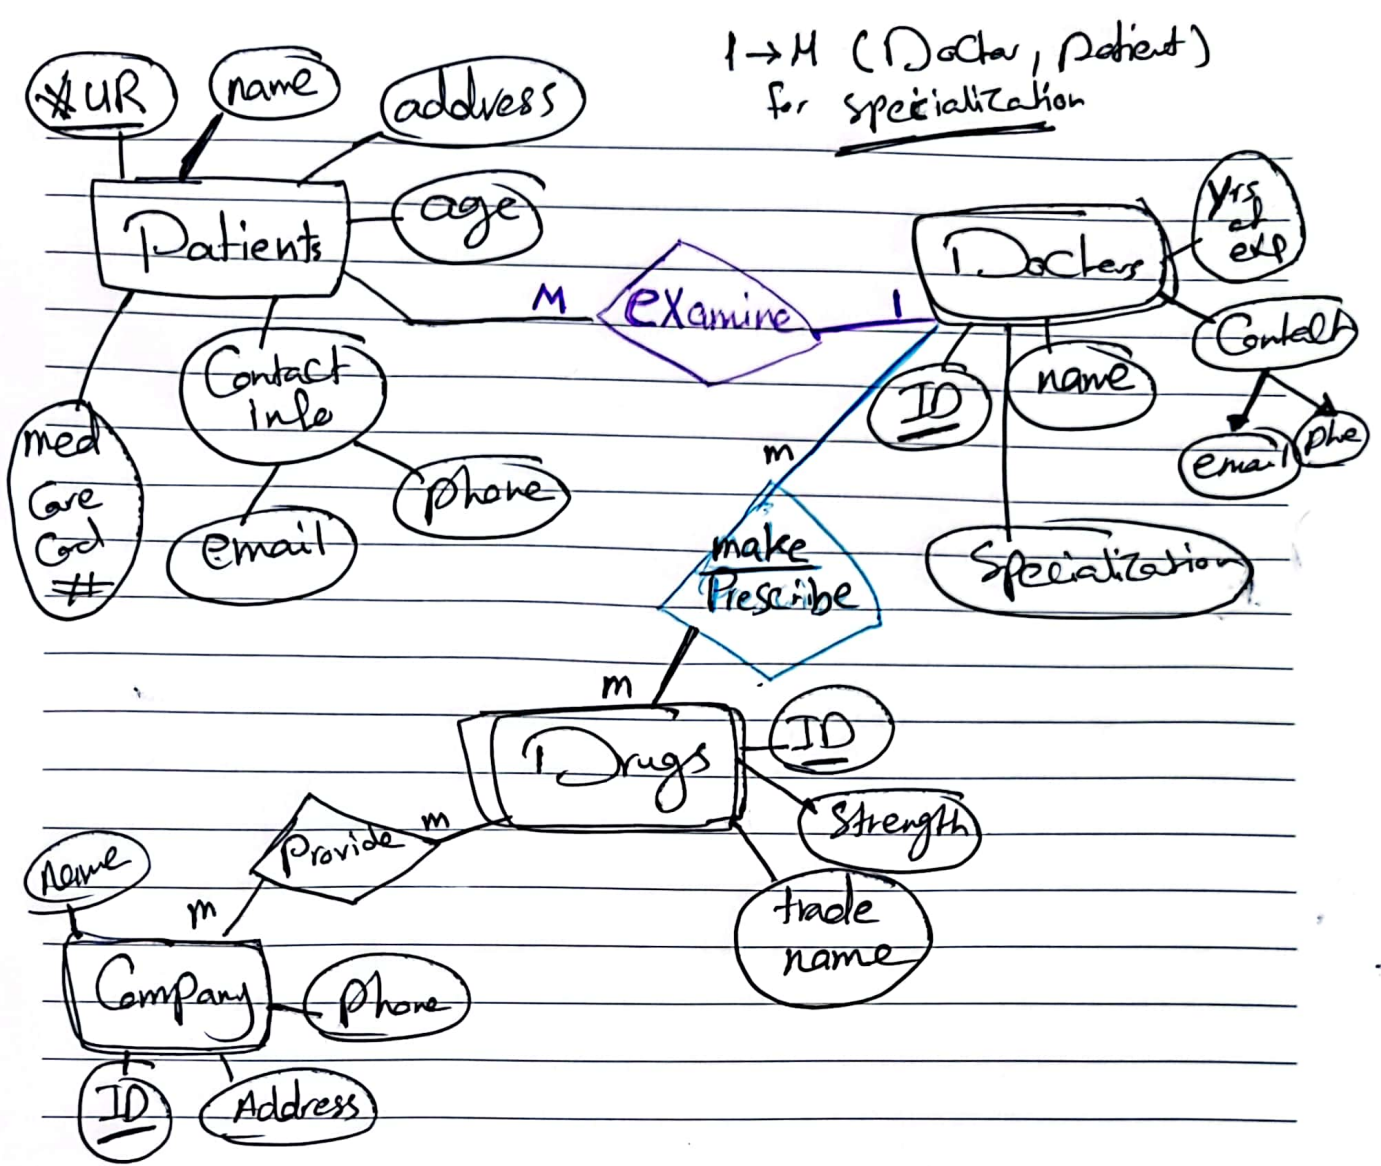 1 → M (Doctor, patient)
for specialization
#UR
name
address
age
Patients
yrs
of
exp
Doctors
M
examine
1
Contact
info
Contact
ID
name
email
phe
med
Care
Card
#
phone
email
m
make
Prescribe
Specialization
m
Drugs
ID
Strength
trade
name
m
Provide
m
name
Company
phone
ID
Address